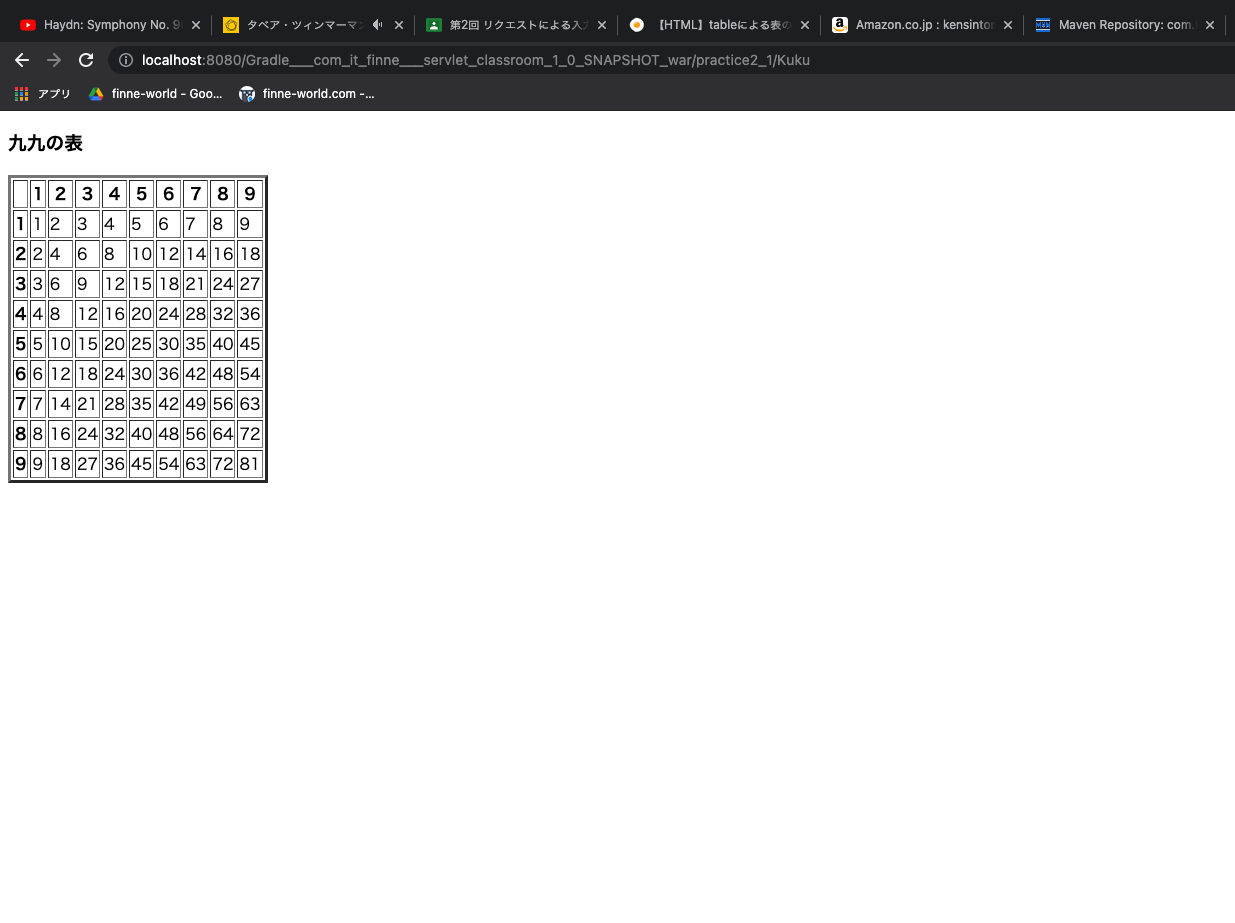 Haydn: Symphony No. 9
タベア・ツィンマーマン
第2回 リクエストによる入力
【HTML】tableによる表の
Amazon.co.jp : kensinton
Maven Repository: com.
localhost:8080/Gradle___com_it_finne___servlet_classroom_1_0_SNAPSHOT_war/practice2_1/Kuku
アプリ finne-world - Goo... finne-world.com -...
九九の表
1 2 3 4 5 6 7 8 9
1 1 2 3 4 5 6 7 8 9
2 2 4 6 8 10 12 14 16 18
3 3 6 9 12 15 18 21 24 27
4 4 8 12 16 20 24 28 32 36
5 5 10 15 20 25 30 35 40 45
6 6 12 18 24 30 36 42 48 54
7 7 14 21 28 35 42 49 56 63
8 8 16 24 32 40 48 56 64 72
9 9 18 27 36 45 54 63 72 81